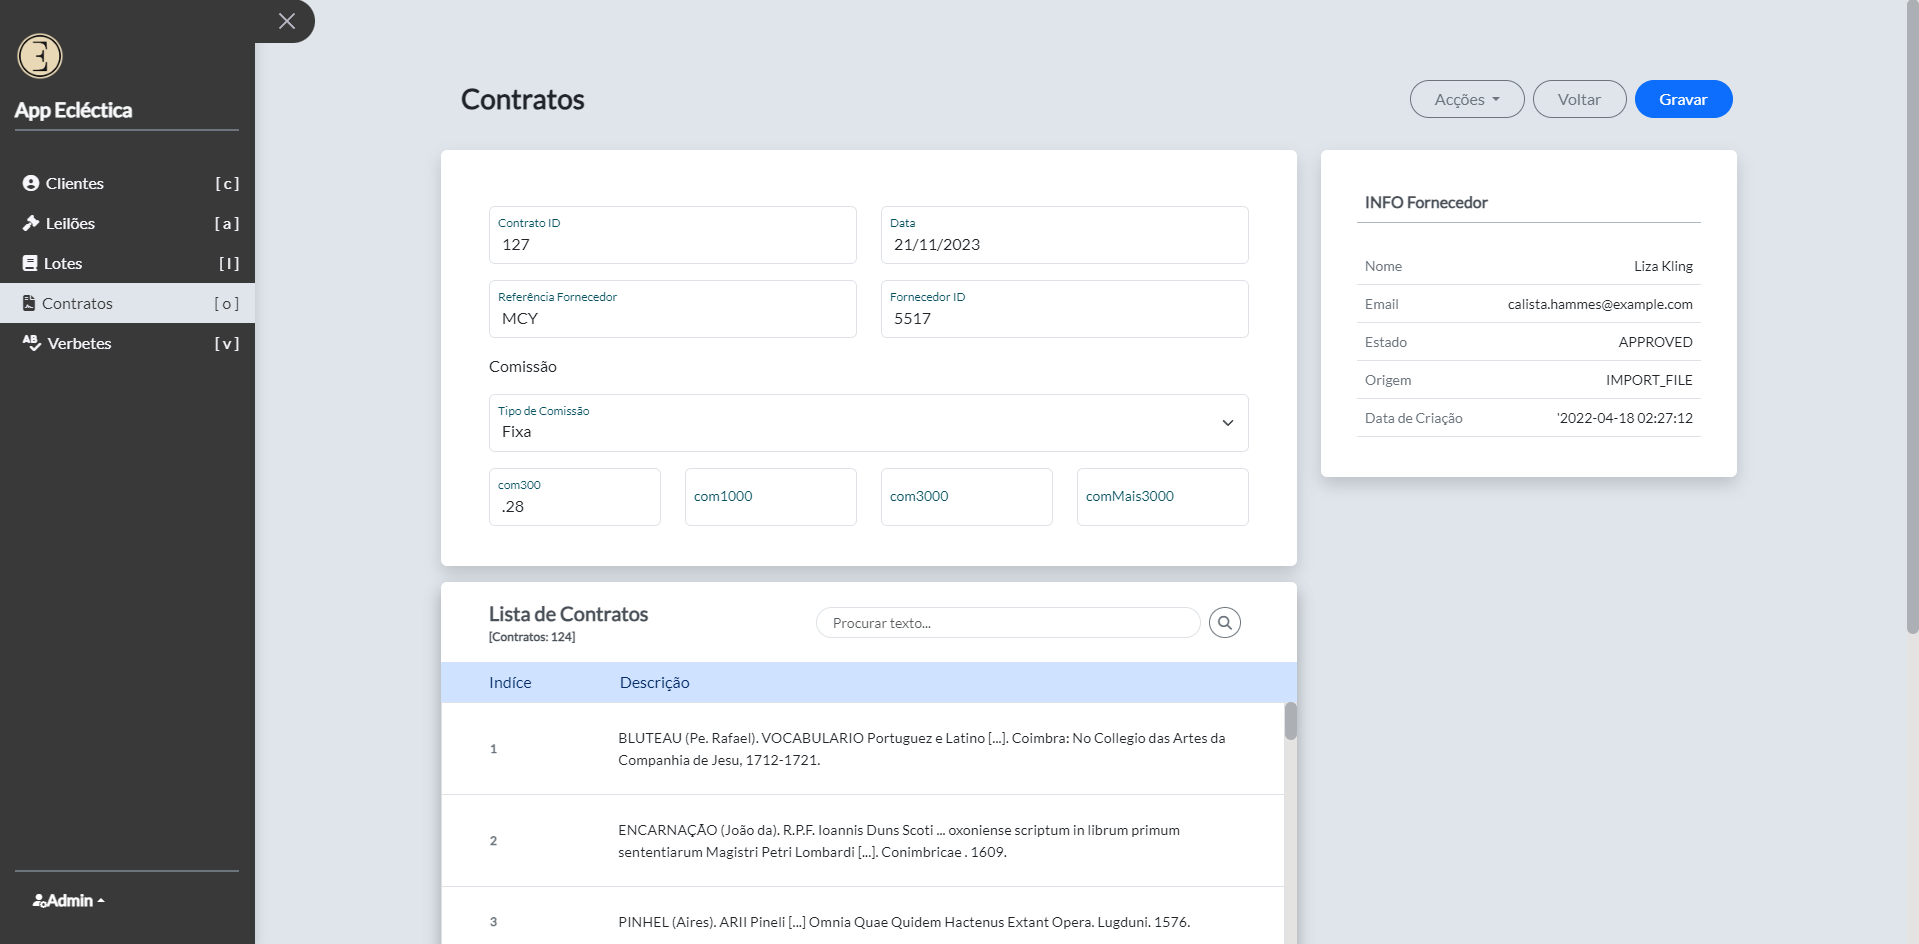 App Ecléctica
Clientes [ c ]
Leilões [ a ]
Lotes [ l ]
Contratos [ o ]
Verbetes [ v ]
Admin
Contratos
Acções
Voltar
Gravar
Contrato ID
127
Data
21/11/2023
Referência Fornecedor
MCY
Fornecedor ID
5517
Comissão
Tipo de Comissão
Fixa
com300
.28
com1000
com3000
comMais3000
INFO Fornecedor
Nome Liza Kling
Email calista.hammes@example.com
Estado APPROVED
Origem IMPORT_FILE
Data de Criação '2022-04-18 02:27:12
Lista de Contratos
[Contratos: 124]
Procurar texto...
Indíce Descrição
1
BLUTEAU (Pe. Rafael). VOCABULARIO Portuguez e Latino [...]. Coimbra: No Collegio das Artes da
Companhia de Jesu, 1712-1721.
2
ENCARNAÇÃO (João da). R.P.F. Ioannis Duns Scoti ... oxoniense scriptum in librum primum
sententiarum Magistri Petri Lombardi [...]. Conimbricae . 1609.
3
PINHEL (Aires). ARII Pineli [...] Omnia Quae Quidem Hactenus Extant Opera. Lugduni. 1576.